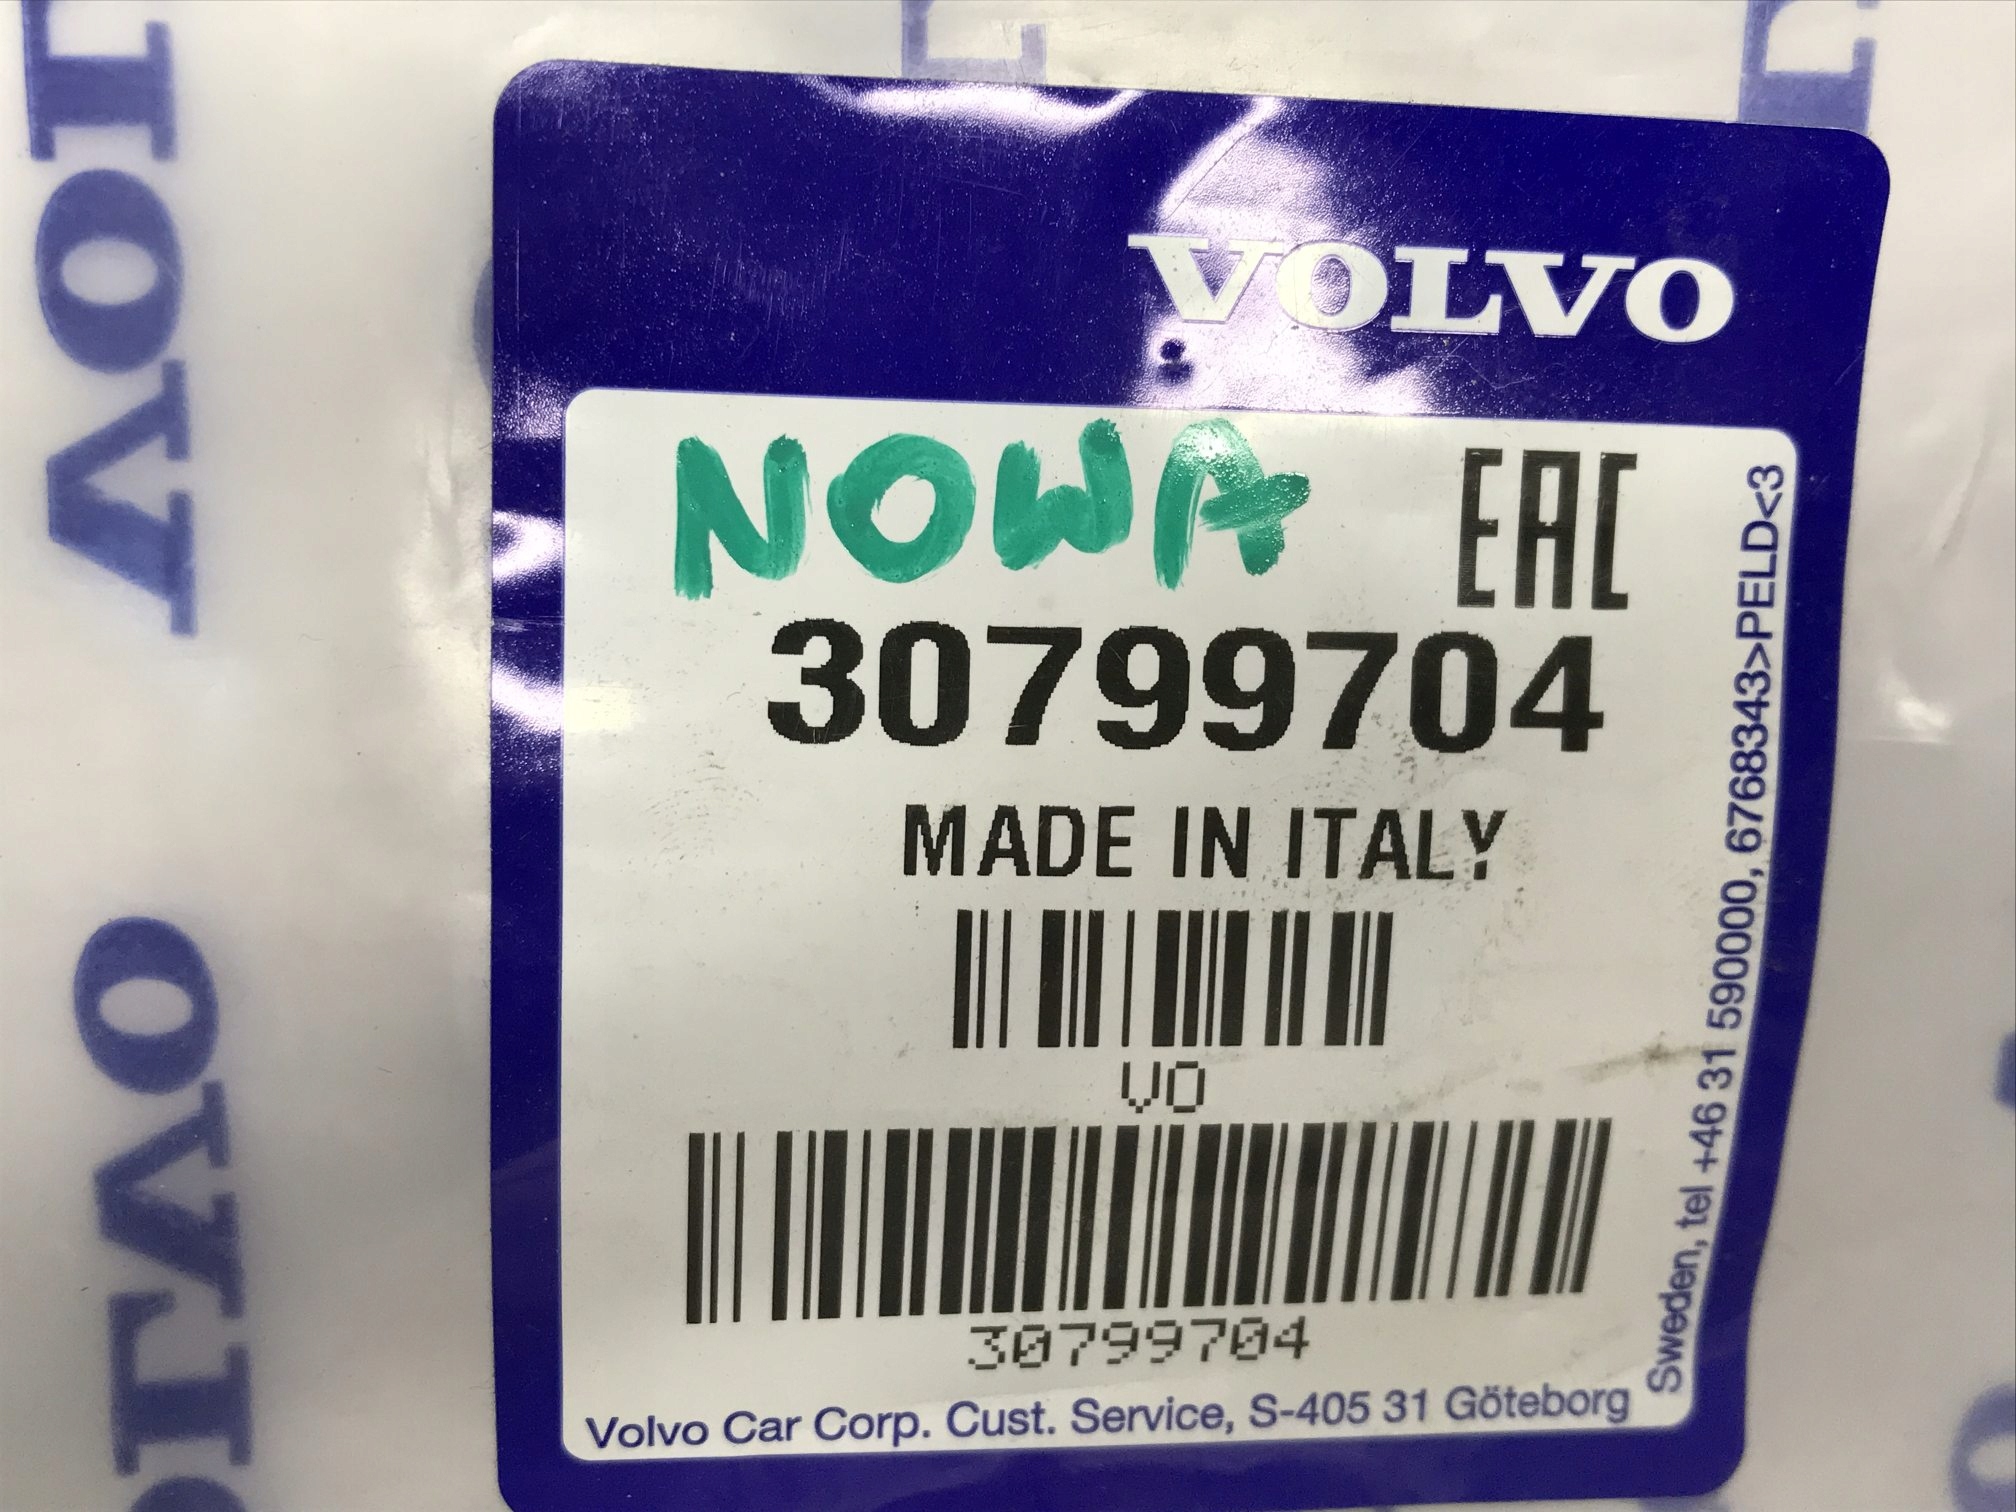 VOLVO
NOWA
EAC
30799704
MADE IN ITALY
VO
30799704
Volvo Car Corp. Cust. Service, S-405 31 Göteborg
Sweden, tel +46 31 590000, 6768343>PELD<3